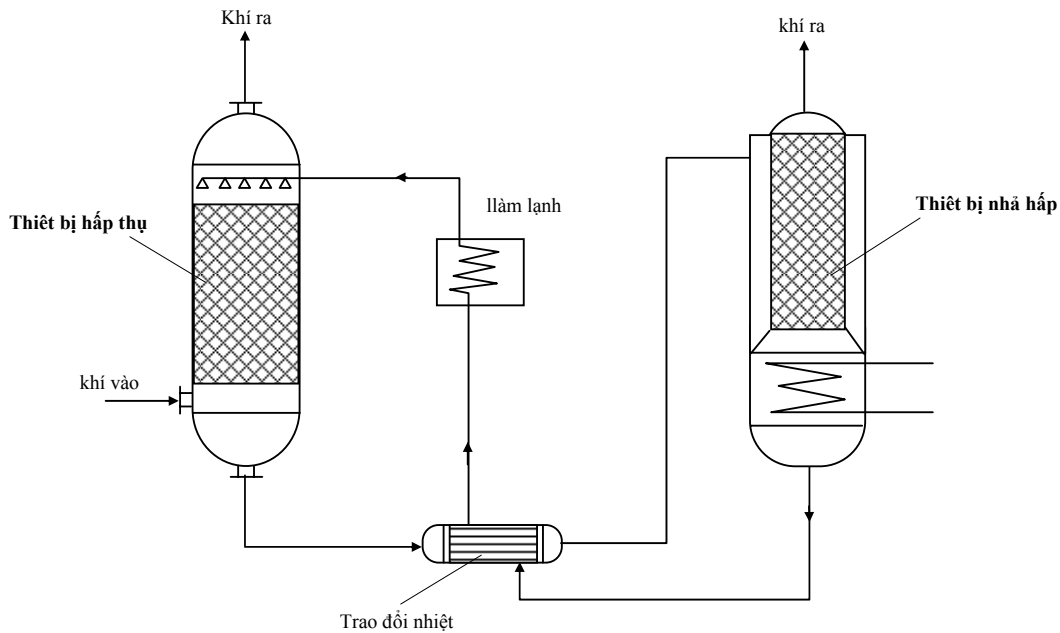 Khí ra
khí ra
llàm lạnh
Thiêt bị hấp thụ
Thiêt bị nhả hấp
khí vào
Trao đổi nhiệt